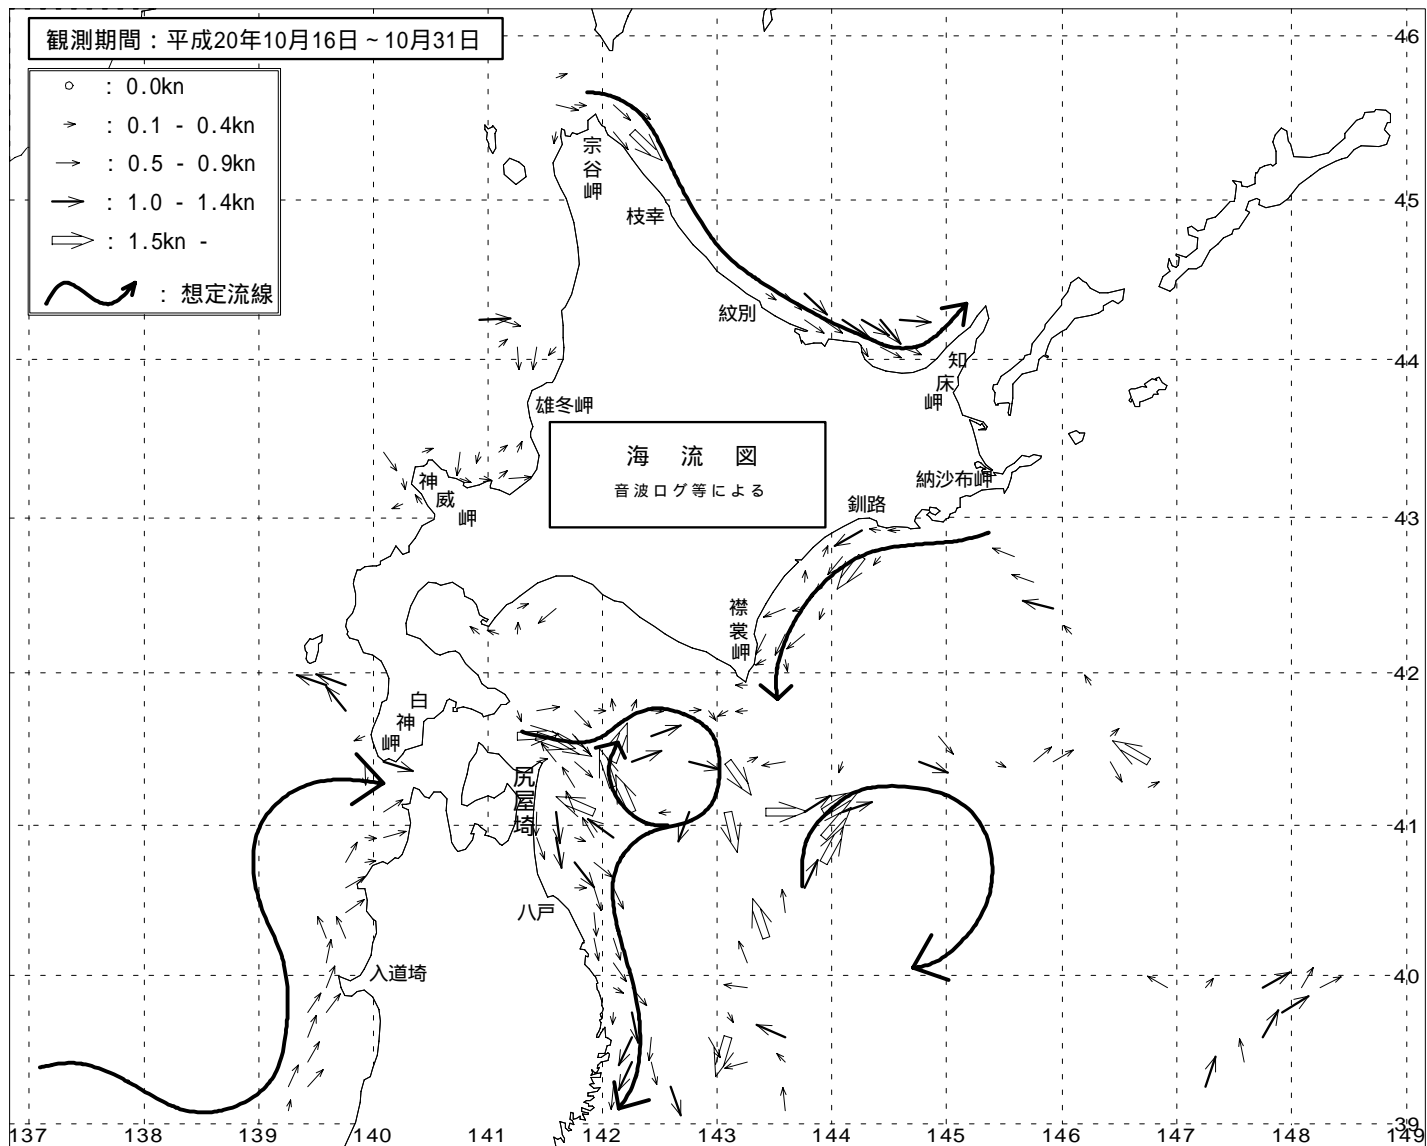 観測期間：平成20年10月16日～10月31日
：0.0kn
：0.1 - 0.4kn
：0.5 - 0.9kn
：1.0 - 1.4kn
：1.5kn -
：想定流線
宗谷岬
枝幸
紋別
知床岬
雄冬岬
海 流 図
音波ログ等による
神威岬
納沙布岬
釧路
襟裳岬
白神岬
尻屋埼
八戸
入道埼
46
45
44
43
42
41
40
39
137 138 139 140 141 142 143 144 145 146 147 148 149